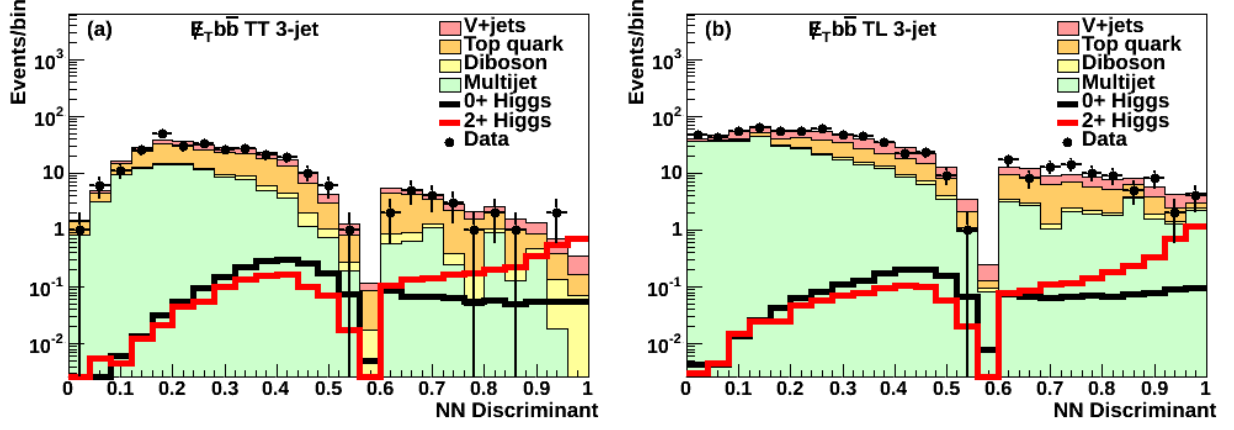 Events/bin
(a)
E̸_T bb̄ TT 3-jet
V+jets
Top quark
Diboson
Multijet
0+ Higgs
2+ Higgs
Data
10³
10²
10
1
10⁻¹
10⁻²
0 0.1 0.2 0.3 0.4 0.5 0.6 0.7 0.8 0.9 1
NN Discriminant
Events/bin
(b)
E̸_T bb̄ TL 3-jet
V+jets
Top quark
Diboson
Multijet
0+ Higgs
2+ Higgs
Data
10³
10²
10
1
10⁻¹
10⁻²
0 0.1 0.2 0.3 0.4 0.5 0.6 0.7 0.8 0.9 1
NN Discriminant